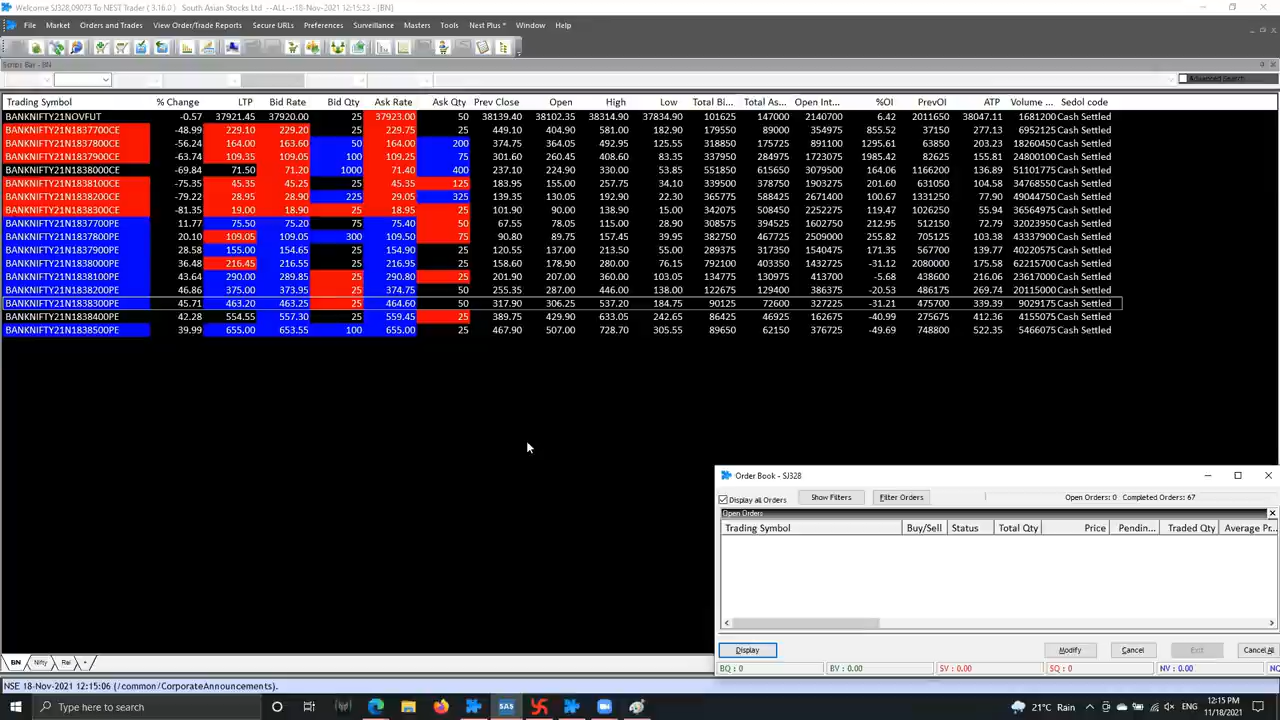 Welcome SJ328,09073 to NEST Trader ( 3.16.0 ) South Asian Stocks Ltd --ALL--:18-Nov-2021 12:15:23 - [BN]
File Market Orders and Trades View Order/Trade Reports Secure URLs Preferences Surveillance Masters Tools Nest Plus Window Help
Scrips Bay - BN
Advanced Search
Trading Symbol % Change LTP Bid Rate Bid Qty Ask Rate Ask Qty Prev Close Open High Low Total Bi... Total As... Open Int... %OI PrevOI ATP Volume ... Sedol code
BANKNIFTY21NOVFUT -0.57 37921.45 37920.00 25 37923.00 50 38139.40 38102.35 38314.90 37834.90 101625 147000 2140700 6.42 2011650 38047.11 1681200 Cash Settled
BANKNIFTY21N1837700CE -48.99 229.10 229.20 25 229.75 50 449.10 404.90 581.00 182.90 179550 89000 354975 855.52 37150 277.13 6952125 Cash Settled
BANKNIFTY21N1837800CE -56.24 164.00 163.60 50 164.00 200 374.75 364.05 492.95 125.55 318850 175725 891100 1295.61 63850 203.23 18260450 Cash Settled
BANKNIFTY21N1837900CE -63.74 109.35 109.05 100 109.25 75 301.60 260.45 408.60 83.35 337950 284975 1723075 1985.42 82625 155.81 24800100 Cash Settled
BANKNIFTY21N1838000CE -69.84 71.50 71.20 1000 71.40 400 237.10 224.90 330.00 53.85 551850 615650 3079500 164.06 1166200 136.89 51101775 Cash Settled
BANKNIFTY21N1838100CE -75.35 45.35 45.25 25 45.35 125 183.95 155.00 257.75 34.10 339500 378750 1903275 201.60 631050 104.58 34768550 Cash Settled
BANKNIFTY21N1838200CE -79.22 28.95 28.90 225 29.05 325 139.35 130.05 192.90 22.30 365775 588425 2671400 100.67 1331250 77.90 49044750 Cash Settled
BANKNIFTY21N1838300CE -81.35 19.00 18.90 25 18.95 25 101.90 90.00 138.90 15.00 342075 508450 2252275 119.47 1026250 55.94 36564975 Cash Settled
BANKNIFTY21N1837700PE 11.77 75.50 75.20 75 75.40 50 67.55 78.05 115.00 28.90 308575 394250 1602750 212.95 512150 72.79 32023950 Cash Settled
BANKNIFTY21N1837800PE 20.10 109.05 109.05 300 109.50 75 90.80 89.75 157.45 39.95 382750 467725 2509000 255.82 705125 103.38 43337900 Cash Settled
BANKNIFTY21N1837900PE 28.58 155.00 154.65 25 154.90 25 120.55 137.00 213.50 55.40 289850 317350 1540475 171.35 567700 139.77 40220575 Cash Settled
BANKNIFTY21N1838000PE 36.48 216.45 216.55 25 216.95 25 158.60 178.90 280.00 76.15 792100 403350 1432725 -31.12 2080000 175.58 62215700 Cash Settled
BANKNIFTY21N1838100PE 43.64 290.00 289.85 25 290.80 25 201.90 210.00 360.00 103.05 134775 130975 413700 -5.68 438600 216.06 23617000 Cash Settled
BANKNIFTY21N1838200PE 46.86 375.00 373.95 25 374.75 25 255.35 287.00 446.00 138.00 122675 129400 386375 -20.53 486175 269.74 20115000 Cash Settled
BANKNIFTY21N1838300PE 45.71 463.20 463.25 25 464.60 50 317.90 306.25 537.20 184.75 90125 72600 327225 -31.21 475700 339.39 9029175 Cash Settled
BANKNIFTY21N1838400PE 42.28 554.55 557.30 25 559.45 25 389.75 429.90 633.05 242.65 86425 46925 162675 -40.99 275675 412.36 4155075 Cash Settled
BANKNIFTY21N1838500PE 39.99 655.00 653.55 100 655.00 25 467.90 507.00 728.70 305.55 89650 62150 376725 -49.69 748800 522.35 5466075 Cash Settled
Order Book - SJ328
Display all Orders Show Filters Filter Orders Open Orders: 0 Completed Orders: 67
Open Orders
Trading Symbol Buy/Sell Status Total Qty Price Pendin... Traded Qty Average Pr...
Display Modify Cancel Exit Cancel All
BQ : 0 BV : 0.00 SV : 0.00 SQ : 0 NV : 0.00 NQ
BN Nifty Rel +
NSE 18-Nov-2021 12:15:06 (/common/CorporateAnnouncements).
Type here to search SAS 21°C Rain 12:15 PM
11/18/2021